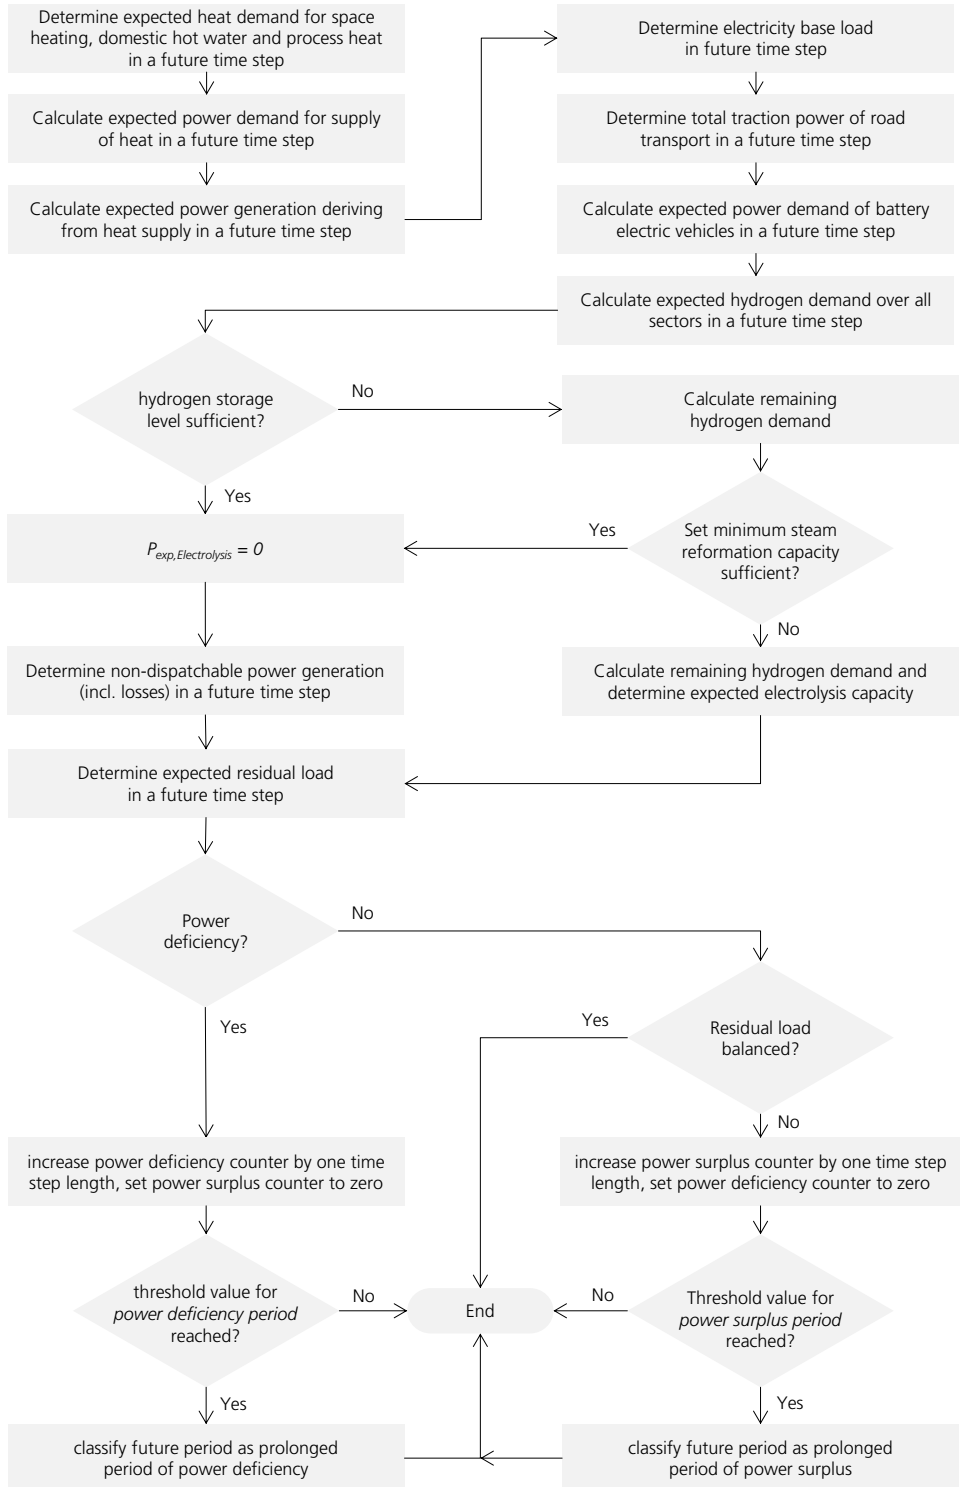 Determine expected heat demand for space
heating, domestic hot water and process heat
in a future time step
Calculate expected power demand for supply
of heat in a future time step
Calculate expected power generation deriving
from heat supply in a future time step
Determine electricity base load
in future time step
Determine total traction power of road
transport in a future time step
Calculate expected power demand of battery
electric vehicles in a future time step
Calculate expected hydrogen demand over all
sectors in a future time step
hydrogen storage
level sufficient?
No
Yes
Calculate remaining
hydrogen demand
Set minimum steam
reformation capacity
sufficient?
Yes
No
P_exp,Electrolysis = 0
Calculate remaining hydrogen demand and
determine expected electrolysis capacity
Determine non-dispatchable power generation
(incl. losses) in a future time step
Determine expected residual load
in a future time step
Power
deficiency?
No
Yes
Residual load
balanced?
Yes
No
increase power deficiency counter by one time
step length, set power surplus counter to zero
increase power surplus counter by one time step
length, set power deficiency counter to zero
threshold value for
power deficiency period
reached?
No
Yes
End
Threshold value for
power surplus period
reached?
No
Yes
classify future period as prolonged
period of power deficiency
classify future period as prolonged
period of power surplus